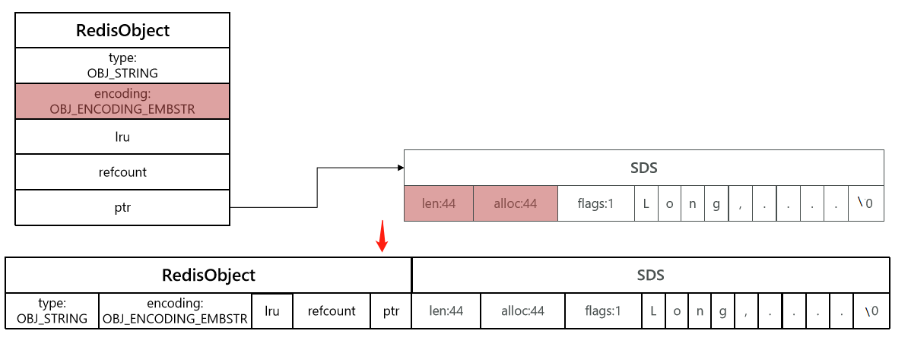 RedisObject
type:
OBJ_STRING
encoding:
OBJ_ENCODING_EMBSTR
lru
refcount
ptr
SDS
len:44 alloc:44 flags:1 L o n g , . . . . \0
RedisObject SDS
type:
OBJ_STRING
encoding:
OBJ_ENCODING_EMBSTR
lru refcount ptr len:44 alloc:44 flags:1 L o n g , . . . . \0